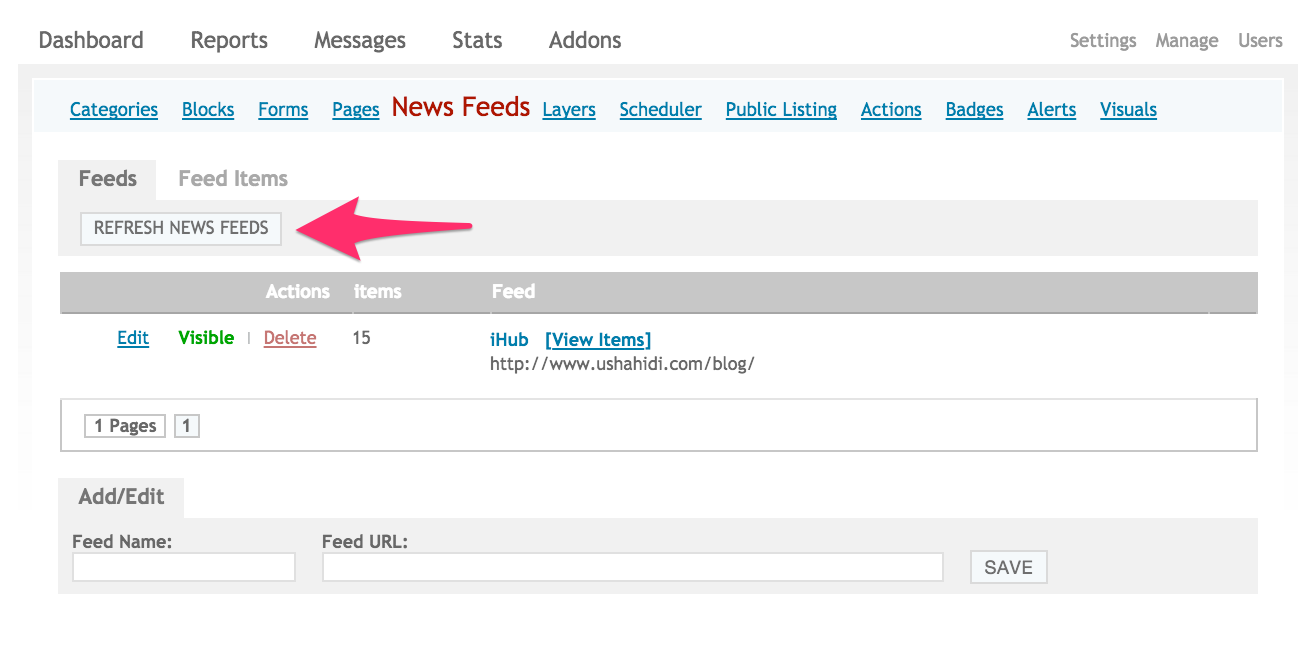 Dashboard Reports Messages Stats Addons Settings Manage Users
Categories Blocks Forms Pages News Feeds Layers Scheduler Public Listing Actions Badges Alerts Visuals
Feeds Feed Items
REFRESH NEWS FEEDS
Actions items Feed
Edit Visible | Delete 15 iHub [View Items]
http://www.ushahidi.com/blog/
1 Pages 1
Add/Edit
Feed Name: Feed URL:
SAVE